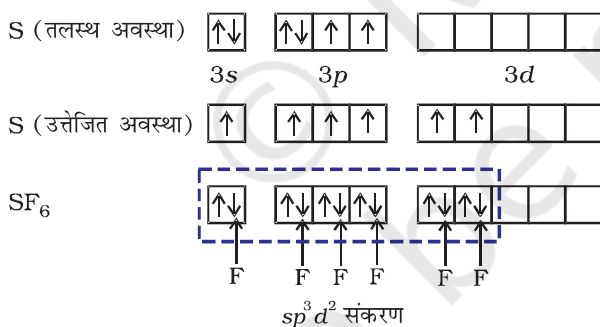 S (तलस्थ अवस्था) ↑↓ ↑↓ ↑ ↑
3s 3p 3d
S (उत्तेजित अवस्था) ↑ ↑ ↑ ↑ ↑ ↑
SF₆ ↑↓ ↑↓ ↑↓ ↑↓ ↑↓ ↑↓
F F F F F F
sp³d² संकरण